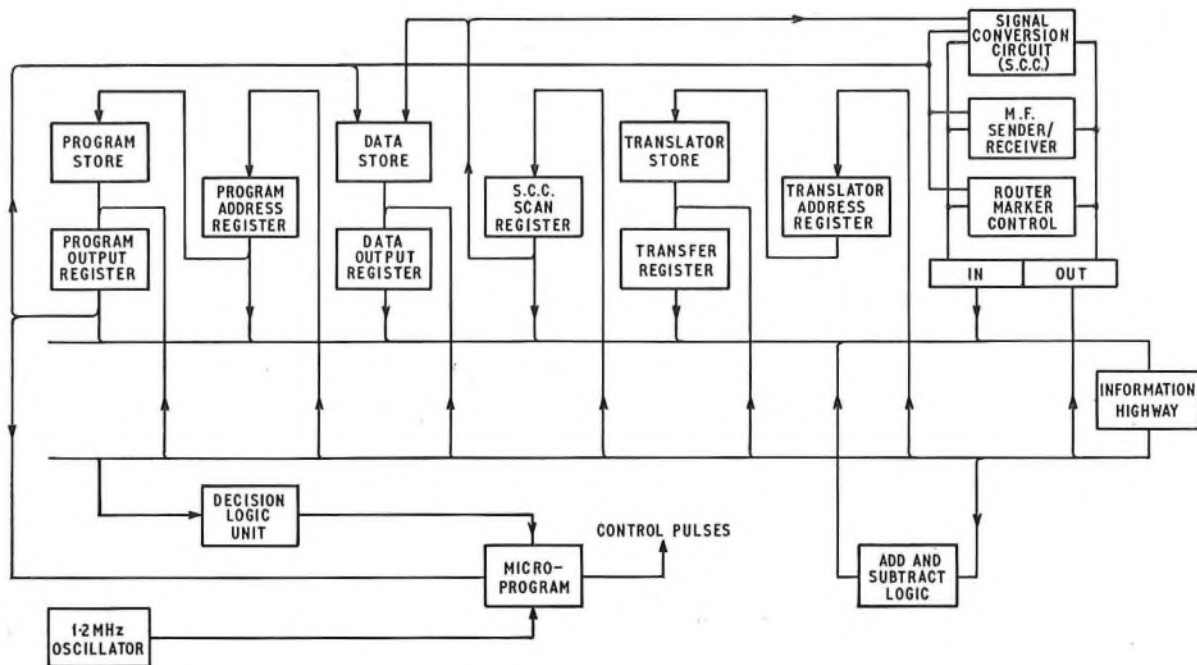 SIGNAL
CONVERSION
CIRCUIT
(S.C.C.)
PROGRAM
STORE
DATA
STORE
TRANSLATOR
STORE
M.F.
SENDER/
RECEIVER
PROGRAM
ADDRESS
REGISTER
S.C.C.
SCAN
REGISTER
TRANSLATOR
ADDRESS
REGISTER
ROUTER
MARKER
CONTROL
PROGRAM
OUTPUT
REGISTER
DATA
OUTPUT
REGISTER
TRANSFER
REGISTER
IN
OUT
INFORMATION
HIGHWAY
DECISION
LOGIC
UNIT
CONTROL PULSES
MICRO-
PROGRAM
ADD AND
SUBTRACT
LOGIC
1·2MHz
OSCILLATOR